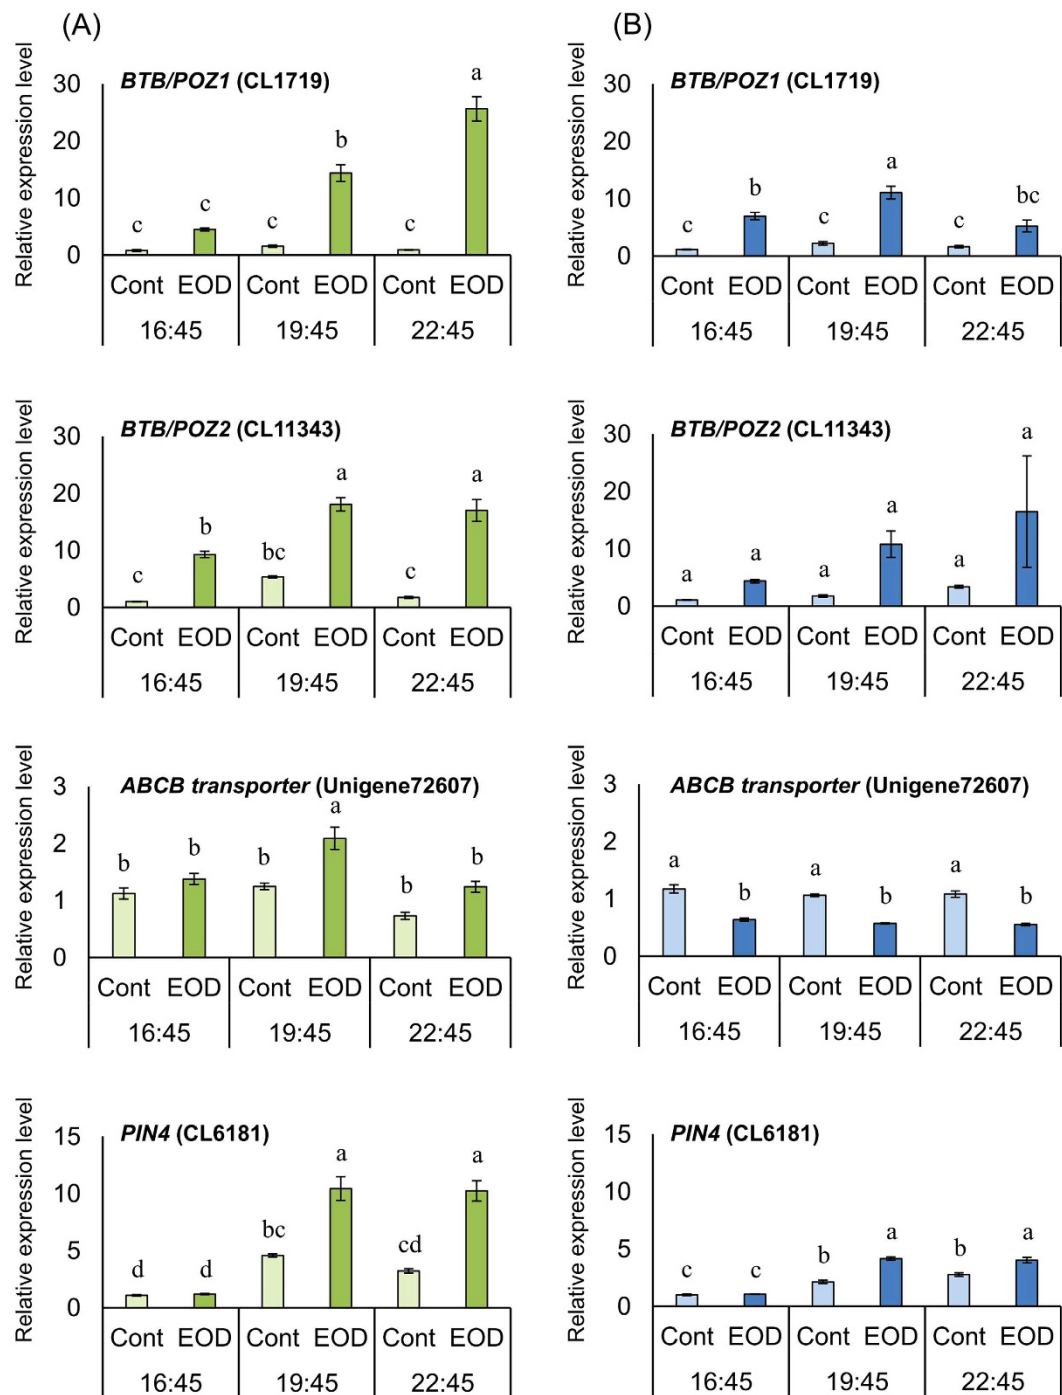 (A)
Relative expression level
BTB/POZ1 (CL1719)
30
20
10
0
c
c
c
b
c
a
Cont EOD Cont EOD Cont EOD
16:45 19:45 22:45
Relative expression level
BTB/POZ2 (CL11343)
30
20
10
0
c
b
bc
a
c
a
Cont EOD Cont EOD Cont EOD
16:45 19:45 22:45
Relative expression level
ABCB transporter (Unigene72607)
3
2
1
0
b
b
b
a
b
b
Cont EOD Cont EOD Cont EOD
16:45 19:45 22:45
Relative expression level
PIN4 (CL6181)
15
10
5
0
d
d
bc
a
cd
a
Cont EOD Cont EOD Cont EOD
16:45 19:45 22:45
(B)
Relative expression level
BTB/POZ1 (CL1719)
30
20
10
0
c
b
c
a
c
bc
Cont EOD Cont EOD Cont EOD
16:45 19:45 22:45
Relative expression level
BTB/POZ2 (CL11343)
30
20
10
0
a
a
a
a
a
a
Cont EOD Cont EOD Cont EOD
16:45 19:45 22:45
Relative expression level
ABCB transporter (Unigene72607)
3
2
1
0
a
b
a
b
a
b
Cont EOD Cont EOD Cont EOD
16:45 19:45 22:45
Relative expression level
PIN4 (CL6181)
15
10
5
0
c
c
b
a
b
a
Cont EOD Cont EOD Cont EOD
16:45 19:45 22:45